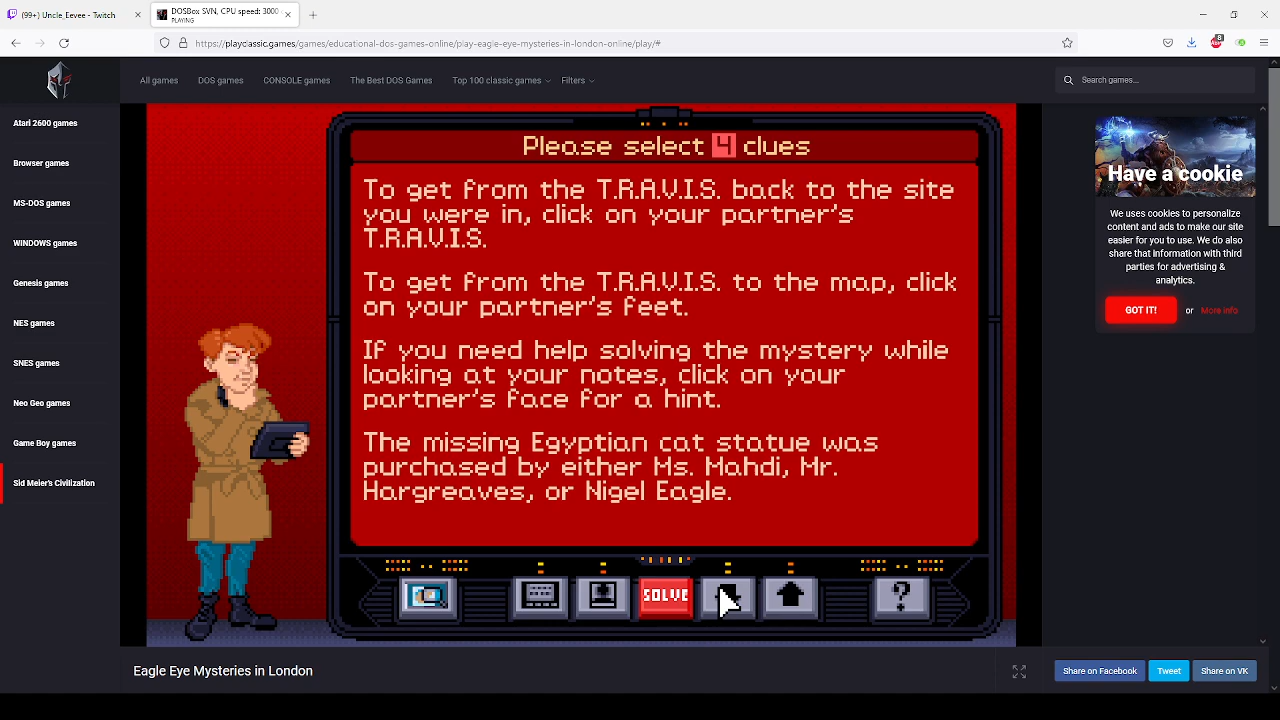 (99+) Uncle_Evee - Twitch
DOSBox SVN, CPU speed: 3000
PLAYING
https://playclassic.games/games/educational-dos-games-online/play-eagle-eye-mysteries-in-london-online/play/#
All games
DOS games
CONSOLE games
The Best DOS Games
Top 100 classic games
Filters
Search games...
Atari 2600 games
Browser games
MS-DOS games
WINDOWS games
Genesis games
NES games
SNES games
Neo Geo games
Game Boy games
Sid Meier's Civilization
Please select 4 clues
To get from the T.R.A.V.I.S. back to the site
you were in, click on your partner's
T.R.A.V.I.S.
To get from the T.R.A.V.I.S. to the map, click
on your partner's feet.
If you need help solving the mystery while
looking at your notes, click on your
partner's face for a hint.
The missing Egyptian cat statue was
purchased by either Ms. Mahdi, Mr.
Hargreaves, or Nigel Eagle.
SOLVE
?
Have a cookie
We uses cookies to personalize
content and ads to make our site
easier for you to use. We do also
share that information with third
parties for advertising &
analytics.
GOT IT!
or
More info
Eagle Eye Mysteries in London
Share on Facebook
Tweet
Share on VK